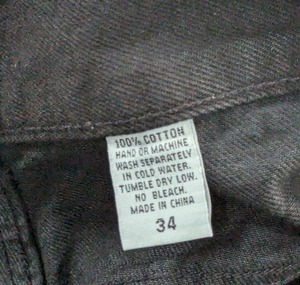 100% COTTON
HAND OR MACHINE
WASH SEPARATELY
IN COLD WATER.
TUMBLE DRY LOW.
NO BLEACH.
MADE IN CHINA
34